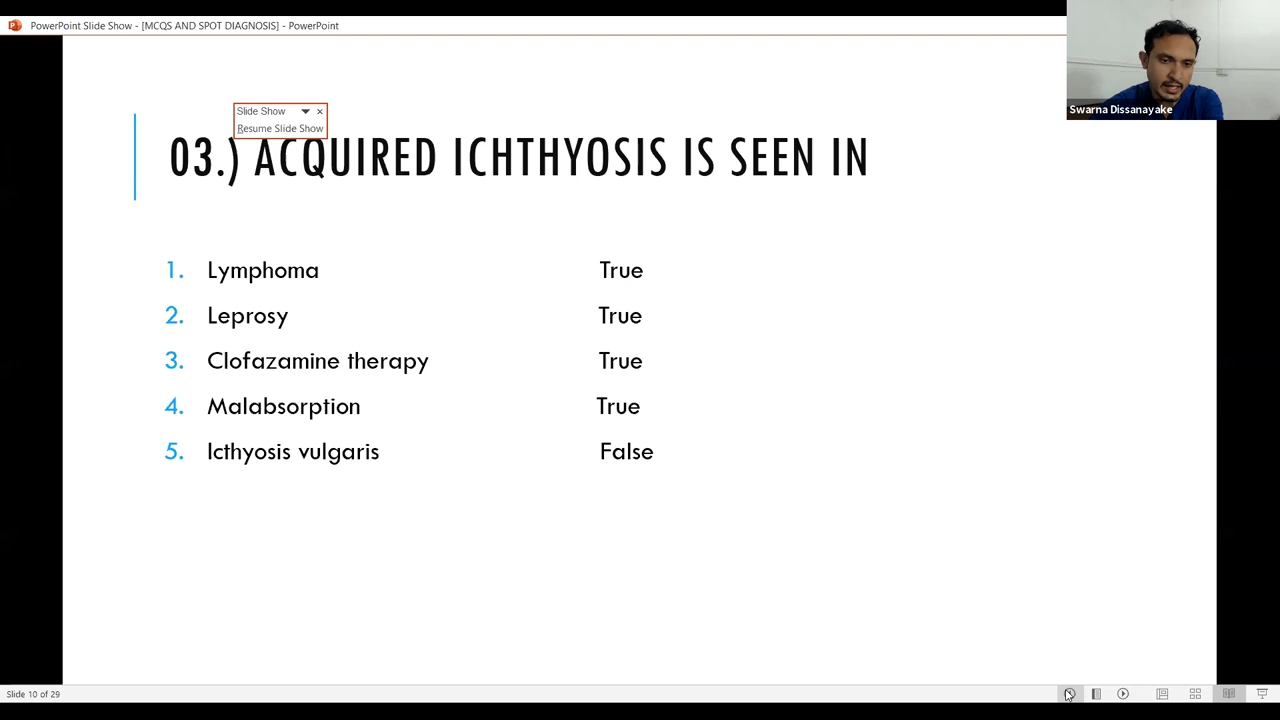 PowerPoint Slide Show - [MCQS AND SPOT DIAGNOSIS] - PowerPoint
Swarna Dissanayake
Slide Show
Resume Slide Show
03.) ACQUIRED ICHTHYOSIS IS SEEN IN
1. Lymphoma True
2. Leprosy True
3. Clofazamine therapy True
4. Malabsorption True
5. Icthyosis vulgaris False
Slide 10 of 29